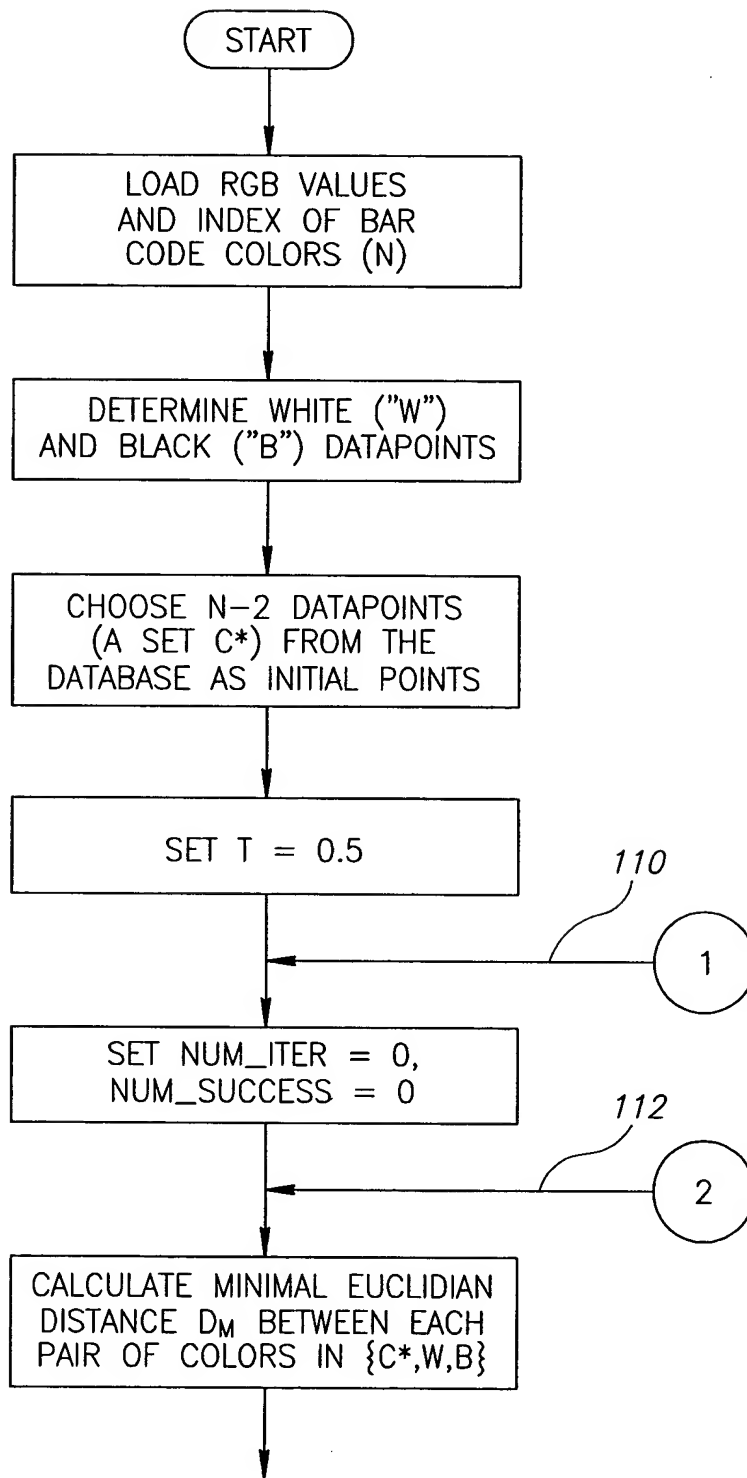 START
LOAD RGB VALUES
AND INDEX OF BAR
CODE COLORS (N)
DETERMINE WHITE ("W")
AND BLACK ("B") DATAPOINTS
CHOOSE N-2 DATAPOINTS
(A SET C*) FROM THE
DATABASE AS INITIAL POINTS
SET T = 0.5
110
1
SET NUM_ITER = 0,
NUM_SUCCESS = 0
112
2
CALCULATE MINIMAL EUCLIDIAN
DISTANCE DM BETWEEN EACH
PAIR OF COLORS IN {C*,W,B}